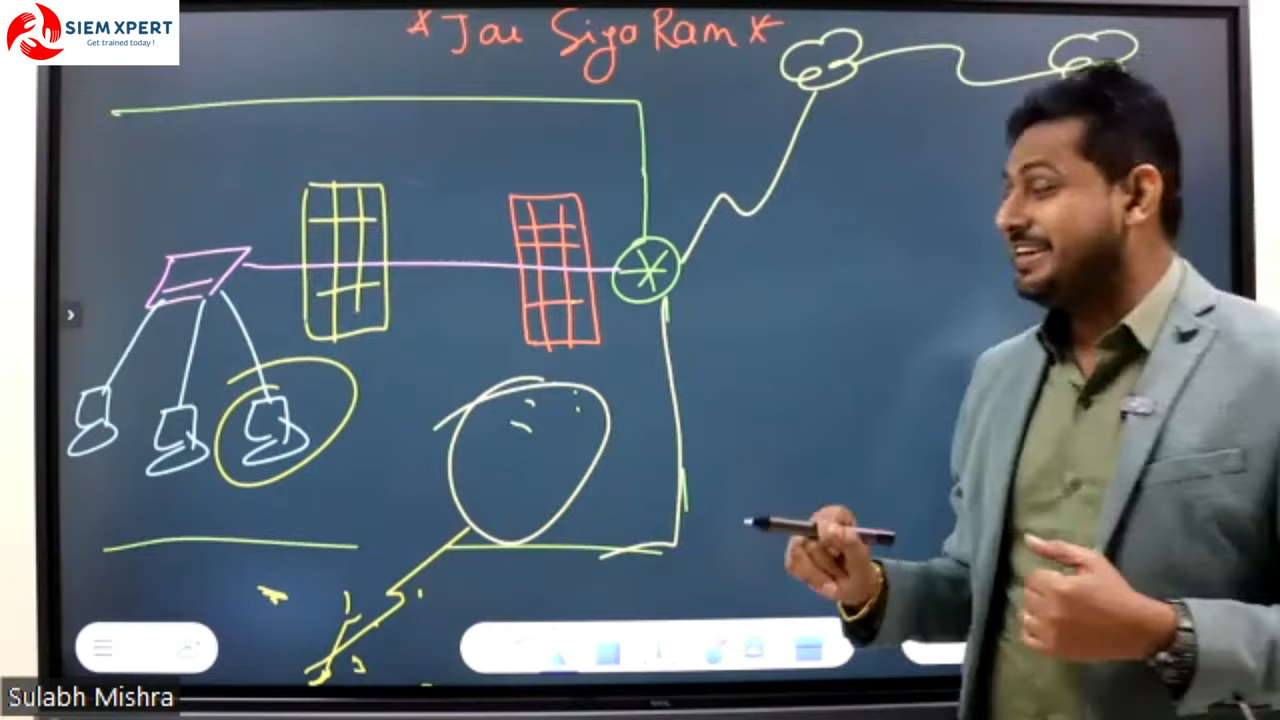 SIEM XPERT
Get trained today !
* Jai Siya Ram *
Sulabh Mishra